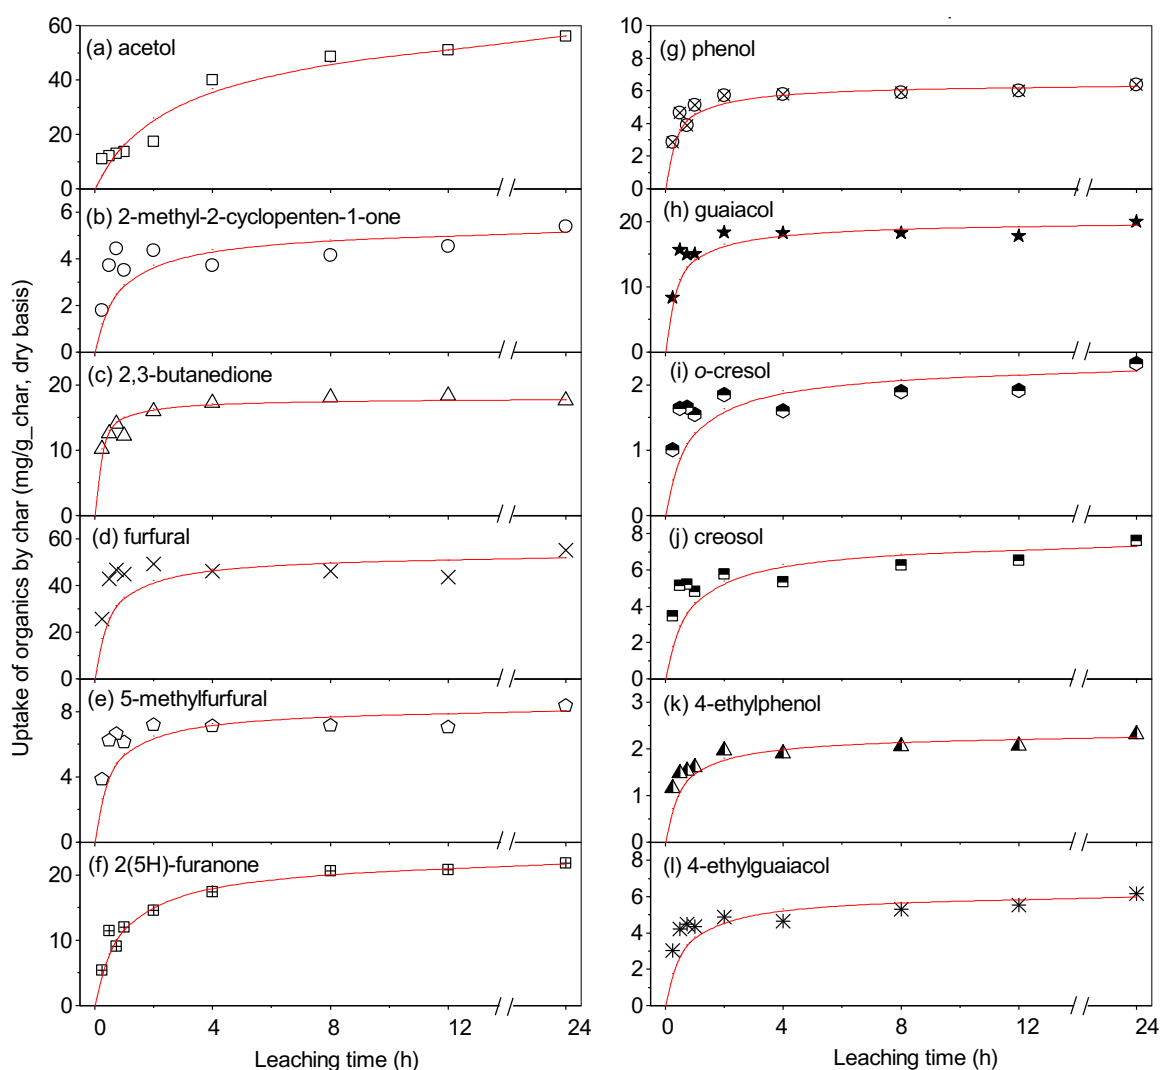 Uptake of organics by char (mg/g_char, dry basis)
(a) acetol
60
40
20
0
(b) 2-methyl-2-cyclopenten-1-one
6
4
2
0
(c) 2,3-butanedione
20
10
0
(d) furfural
60
40
20
0
(e) 5-methylfurfural
8
4
0
(f) 2(5H)-furanone
20
10
0
0 4 8 12 24
Leaching time (h)
(g) phenol
10
8
6
4
2
0
(h) guaiacol
20
10
0
(i) o-cresol
2
1
0
(j) creosol
8
6
4
2
0
(k) 4-ethylphenol
3
2
1
0
(l) 4-ethylguaiacol
8
6
4
2
0
0 4 8 12 24
Leaching time (h)